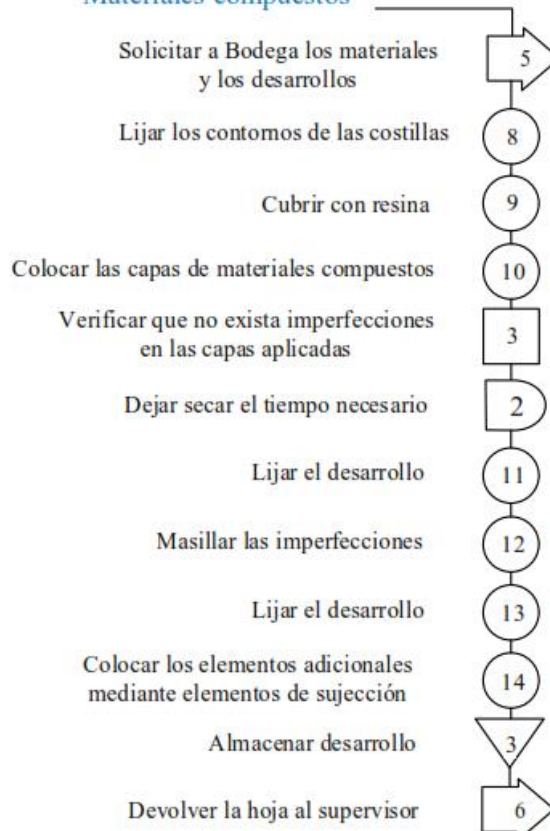 Materiales compuestos
Solicitar a Bodega los materiales
y los desarrollos
5
Lijar los contornos de las costillas
8
Cubrir con resina
9
Colocar las capas de materiales compuestos
10
Verificar que no exista imperfecciones
en las capas aplicadas
3
Dejar secar el tiempo necesario
2
Lijar el desarrollo
11
Masillar las imperfecciones
12
Lijar el desarrollo
13
Colocar los elementos adicionales
mediante elementos de sujección
14
Almacenar desarrollo
3
Devolver la hoja al supervisor
6